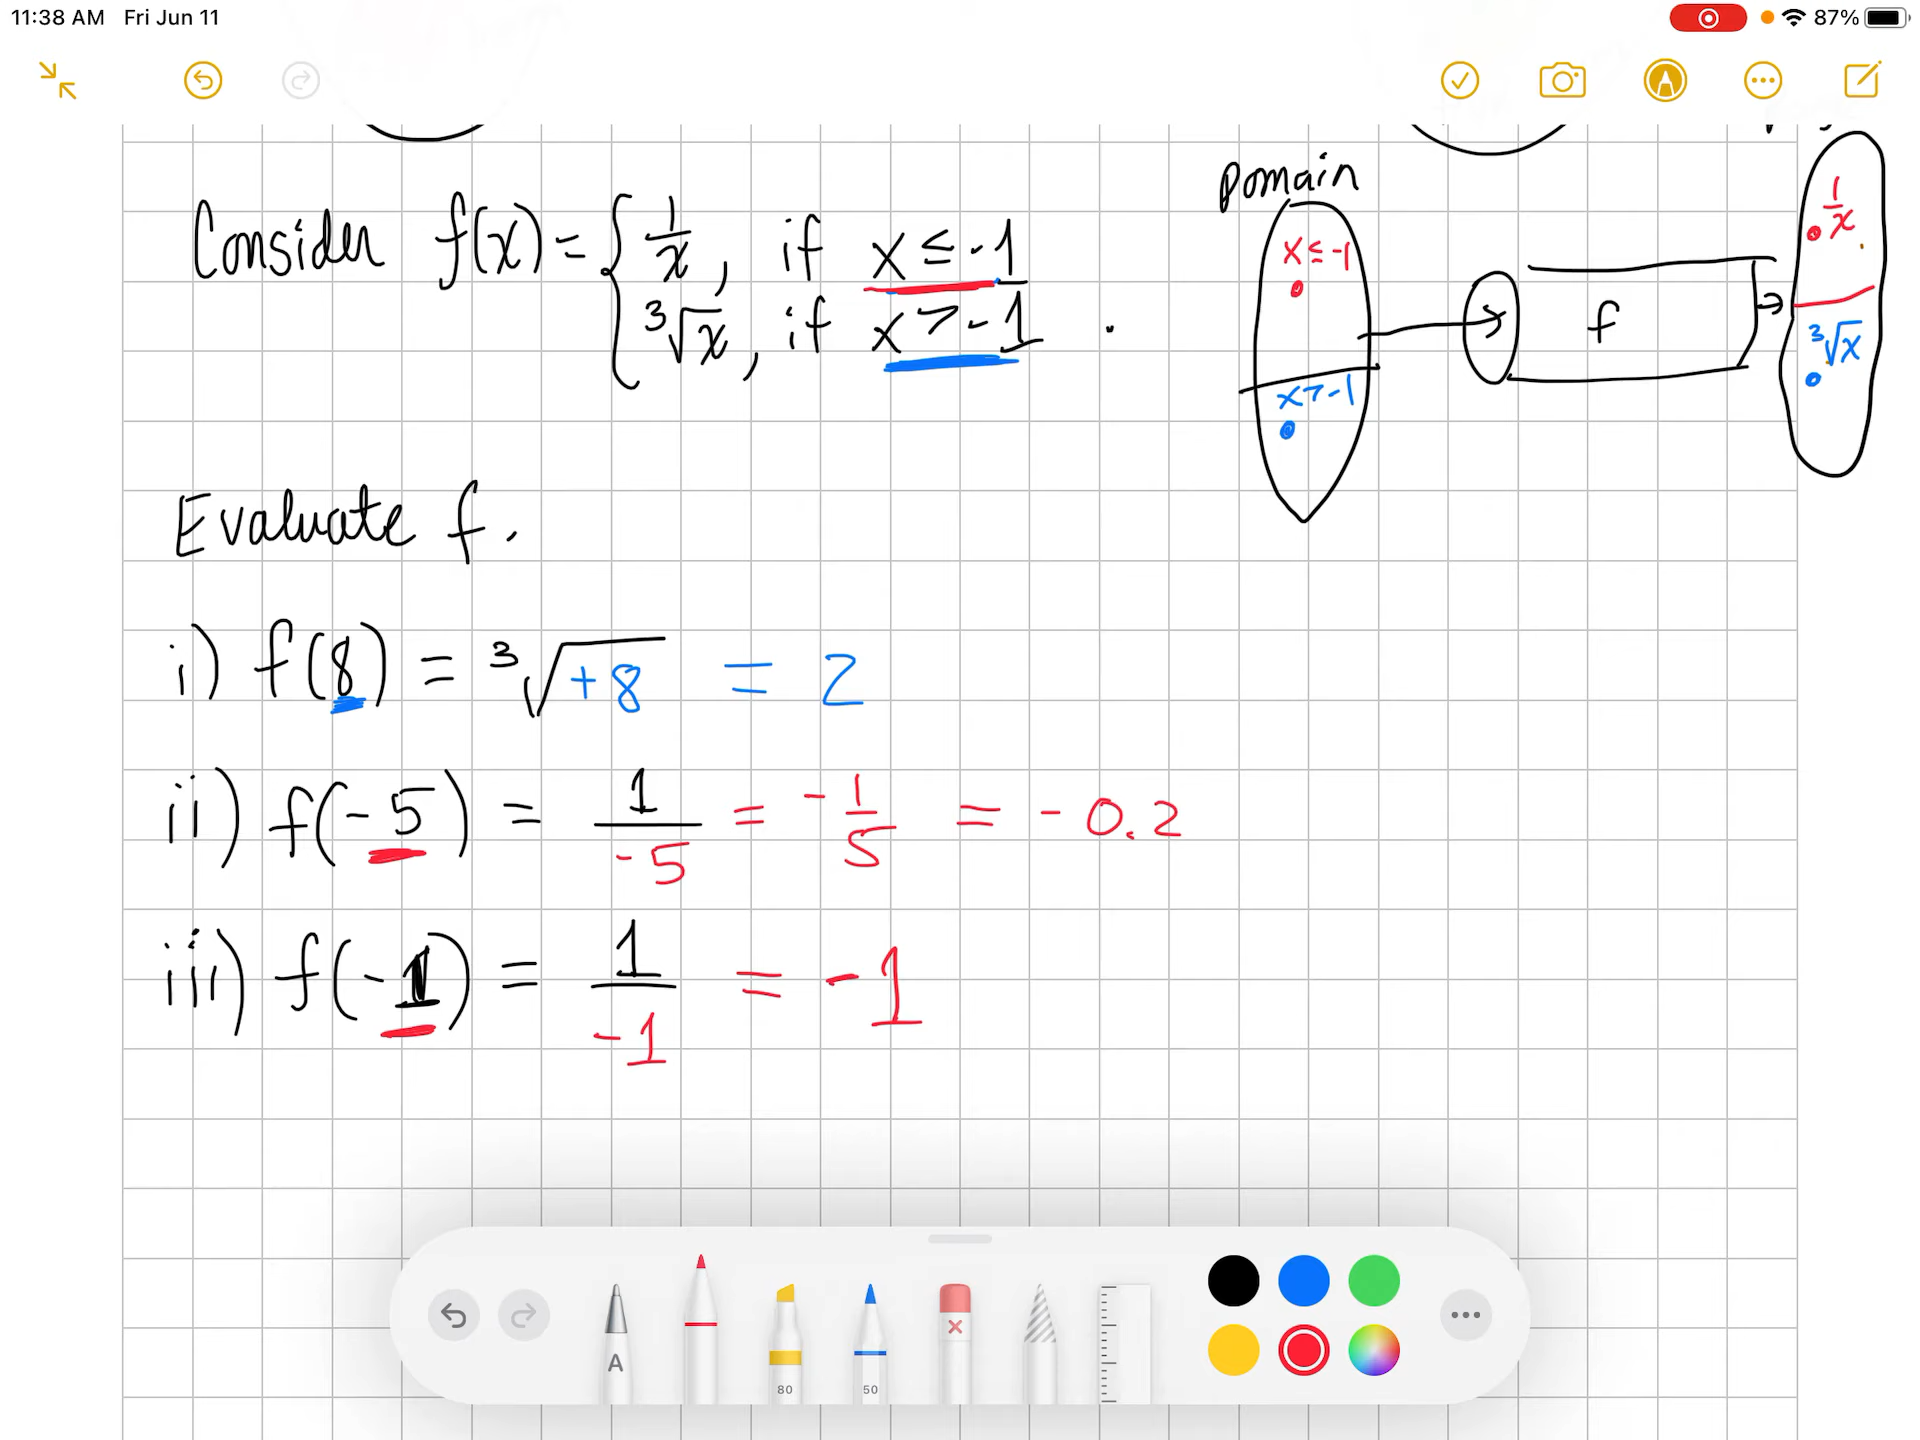 11:38 AM Fri Jun 11 87%
Consider f(x) = { 1/x, if x ≤ -1
³√x, if x > -1 .
Domain
x ≤ -1
x > -1
f
1/x
³√x
Evaluate f.
i) f(8) = ³√+8 = 2
ii) f(-5) = 1/-5 = -1/5 = -0.2
iii) f(-1) = 1/-1 = -1
A
80
50